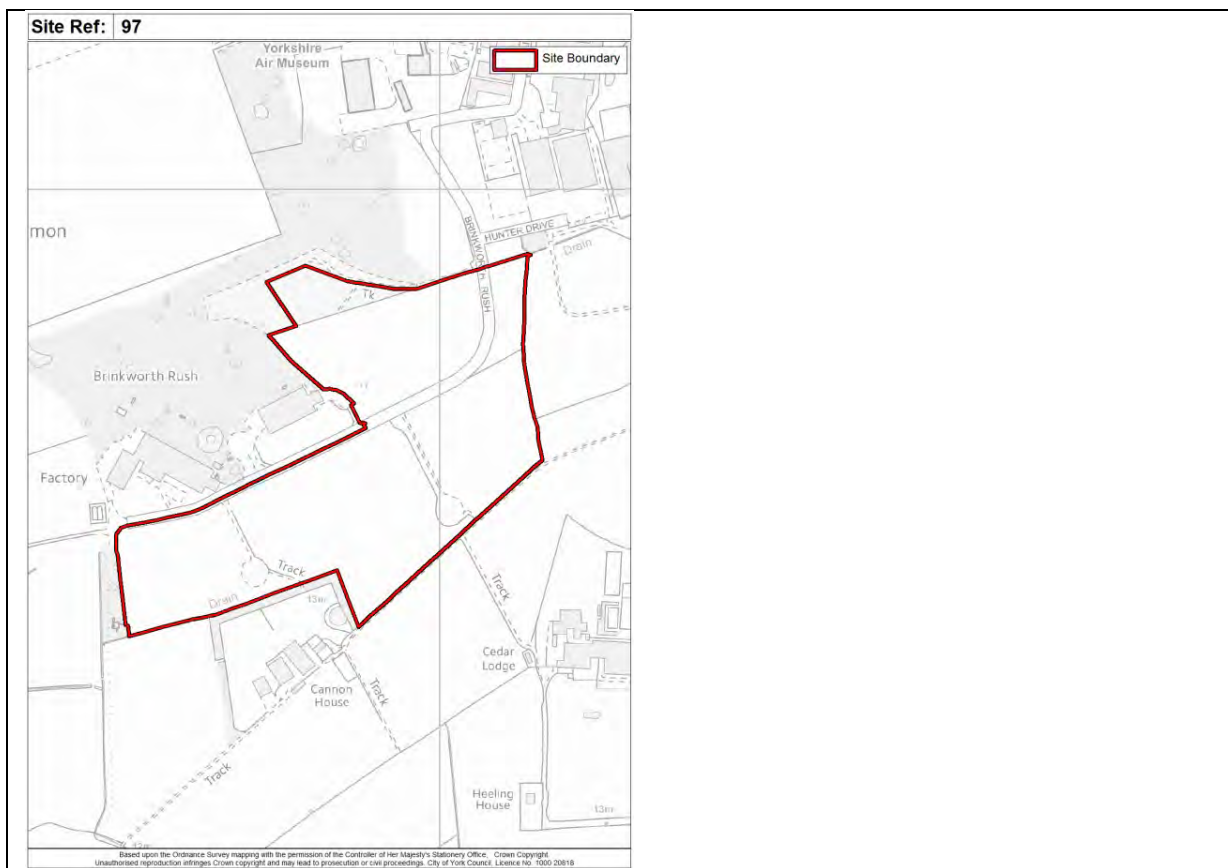 Site Ref: 97
Yorkshire
Air Museum
Site Boundary
mon
HUNTER DRIVE
BRINKWORTH RUSH
Drain
Tk
Brinkworth Rush
Factory
Track
Drain
13m
Cedar
Lodge
Track
Cannon
House
Track
Track
Heeling
House
13m
12m
Based upon the Ordnance Survey mapping with the permission of the Controller of Her Majesty's Stationery Office, Crown Copyright.
Unauthorised reproduction infringes Crown copyright and may lead to prosecution or civil proceedings. City of York Council. Licence No. 1000 20818